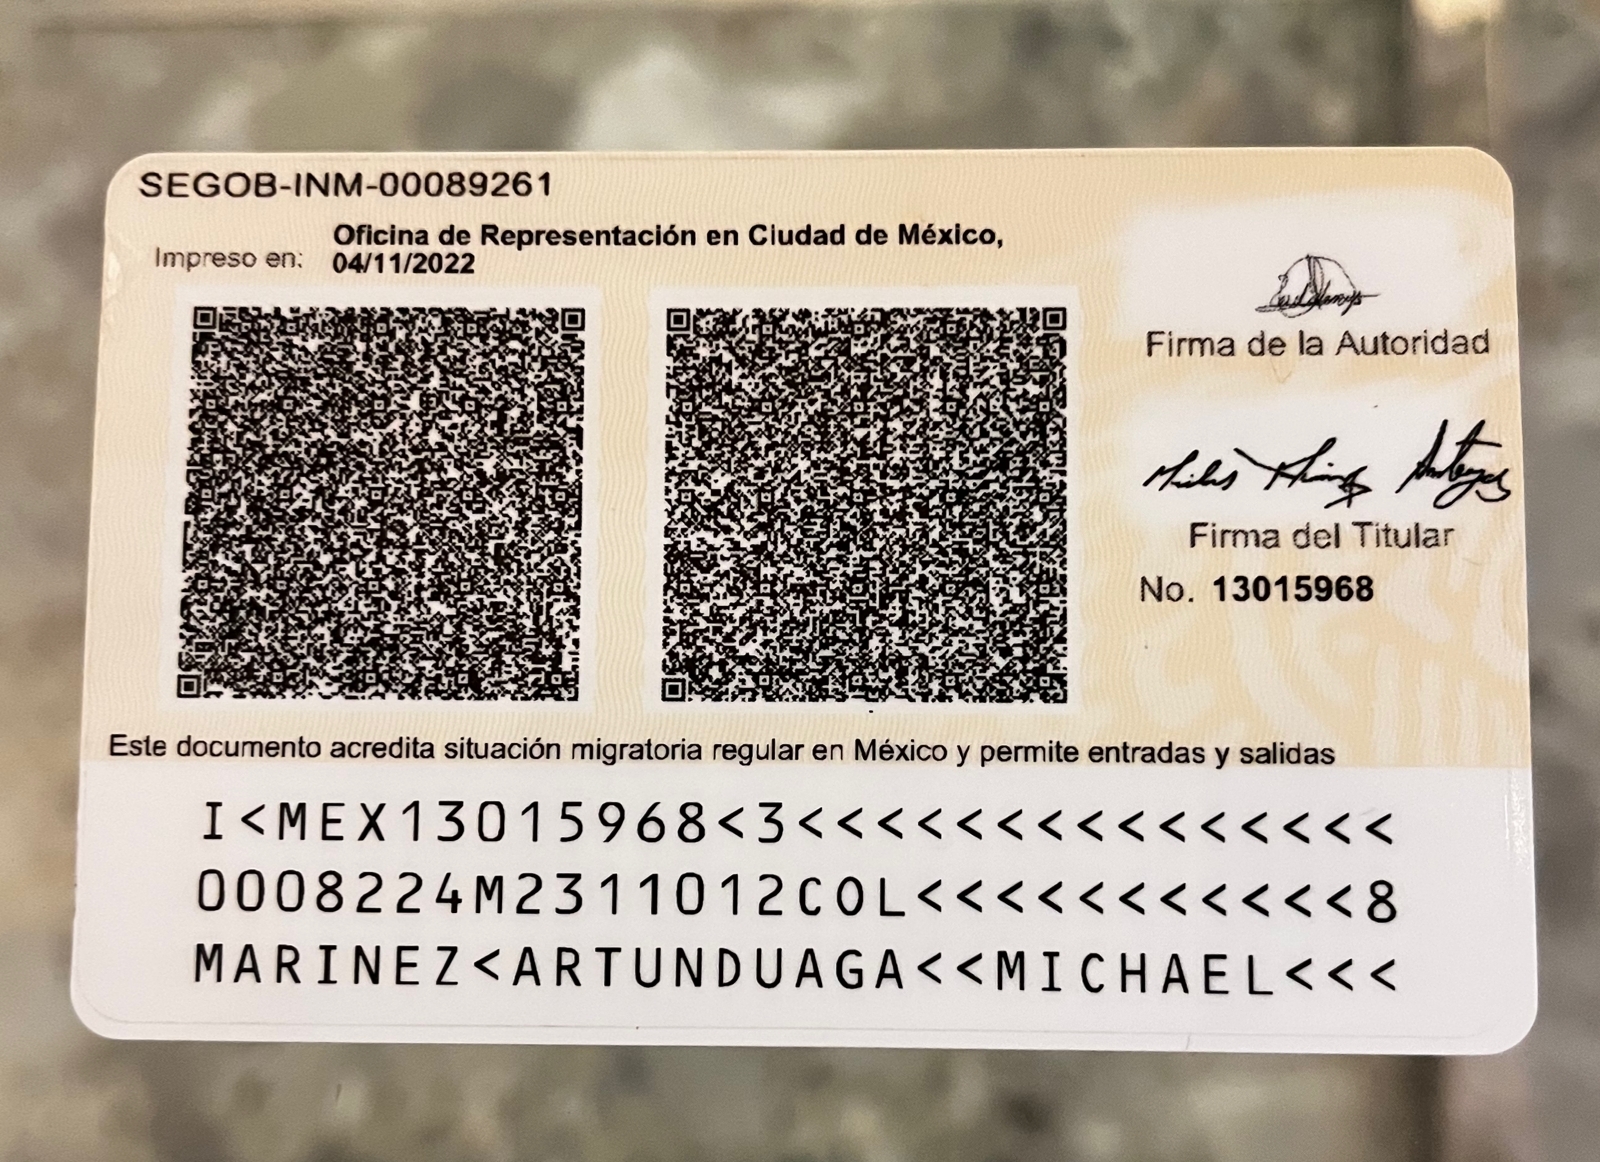 SEGOB-INM-00089261
Impreso en: Oficina de Representación en Ciudad de México,
04/11/2022
Firma de la Autoridad
Firma del Titular
No. 13015968
Este documento acredita situación migratoria regular en México y permite entradas y salidas
I<MEX13015968<3<<<<<<<<<<<<<<<
0008224M2311012COL<<<<<<<<<<<8
MARINEZ<ARTUNDUAGA<<MICHAEL<<<